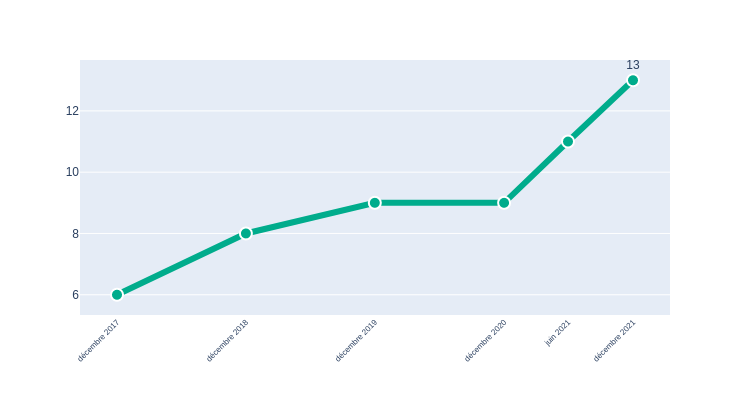 13
12
10
8
6
décembre 2017
décembre 2018
décembre 2019
décembre 2020
juin 2021
décembre 2021